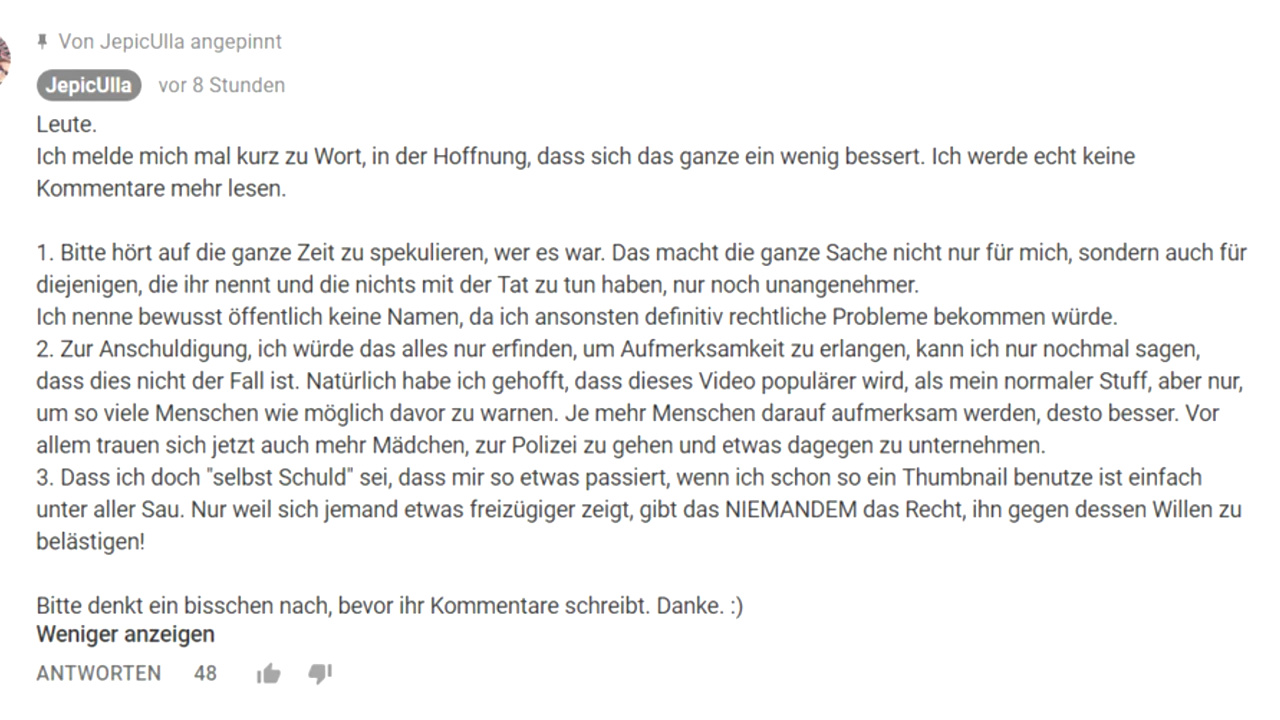 Von JepicUlla angepinnt
JepicUlla vor 8 Stunden
Leute.
Ich melde mich mal kurz zu Wort, in der Hoffnung, dass sich das ganze ein wenig bessert. Ich werde echt keine
Kommentare mehr lesen.
1. Bitte hört auf die ganze Zeit zu spekulieren, wer es war. Das macht die ganze Sache nicht nur für mich, sondern auch für
diejenigen, die ihr nennt und die nichts mit der Tat zu tun haben, nur noch unangenehmer.
Ich nenne bewusst öffentlich keine Namen, da ich ansonsten definitiv rechtliche Probleme bekommen würde.
2. Zur Anschuldigung, ich würde das alles nur erfinden, um Aufmerksamkeit zu erlangen, kann ich nur nochmal sagen,
dass dies nicht der Fall ist. Natürlich habe ich gehofft, dass dieses Video populärer wird, als mein normaler Stuff, aber nur,
um so viele Menschen wie möglich davor zu warnen. Je mehr Menschen darauf aufmerksam werden, desto besser. Vor
allem trauen sich jetzt auch mehr Mädchen, zur Polizei zu gehen und etwas dagegen zu unternehmen.
3. Dass ich doch "selbst Schuld" sei, dass mir so etwas passiert, wenn ich schon so ein Thumbnail benutze ist einfach
unter aller Sau. Nur weil sich jemand etwas freizügiger zeigt, gibt das NIEMANDEM das Recht, ihn gegen dessen Willen zu
belästigen!
Bitte denkt ein bisschen nach, bevor ihr Kommentare schreibt. Danke. :)
Weniger anzeigen
ANTWORTEN 48